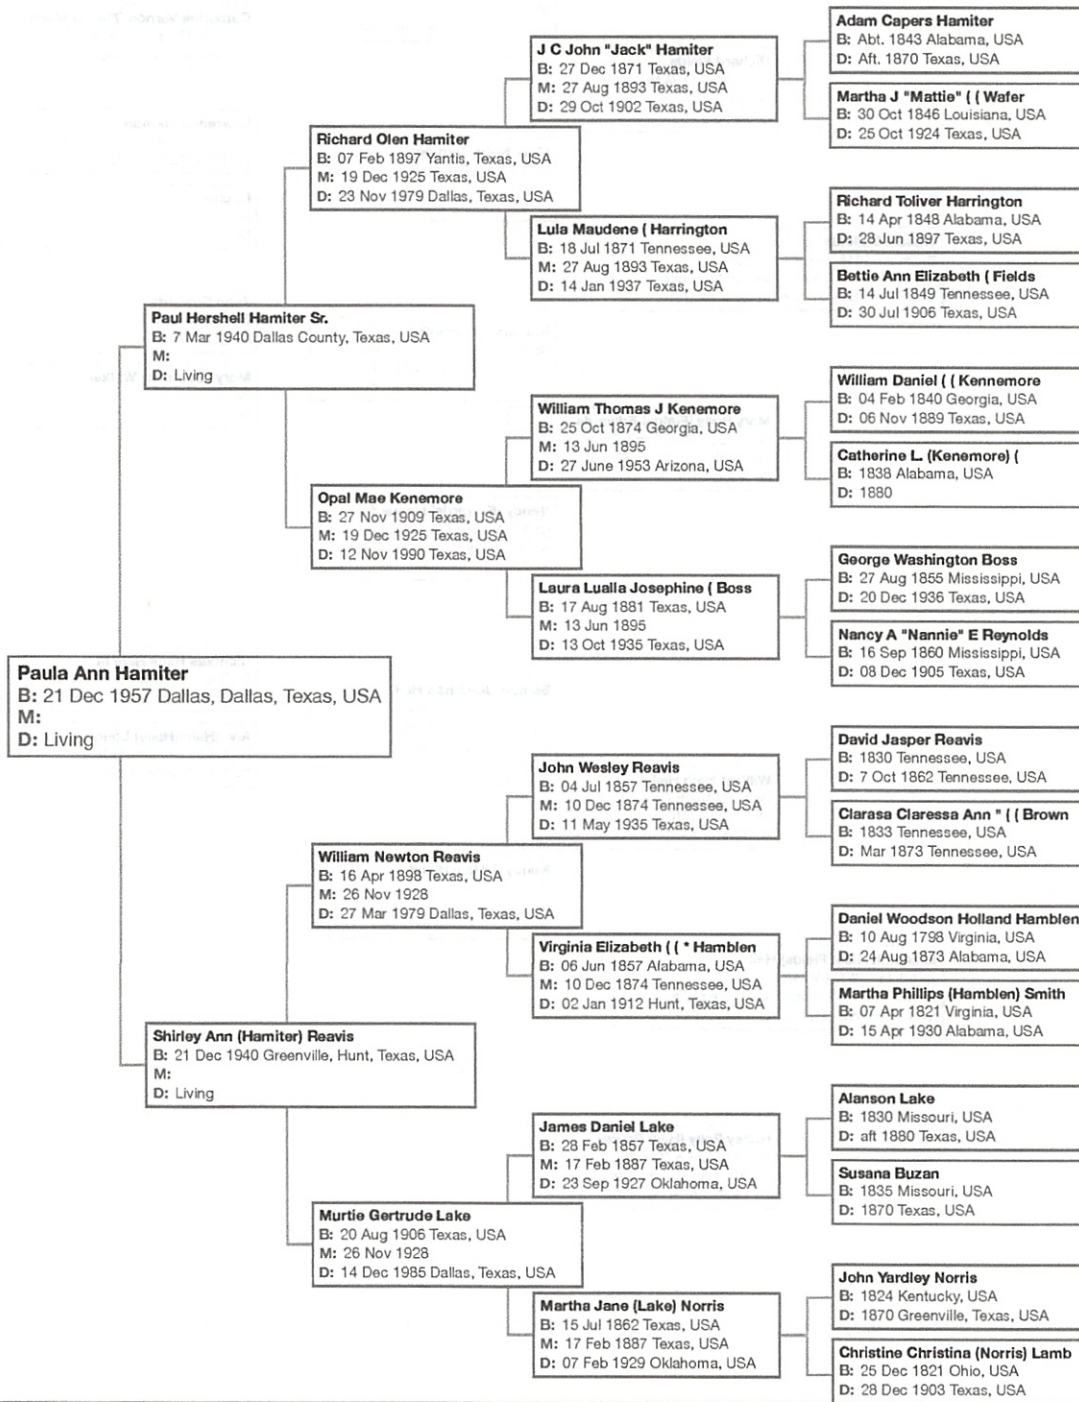 Adam Capers Hamiter
B: Abt. 1843 Alabama, USA
D: Aft. 1870 Texas, USA
J C John "Jack" Hamiter
B: 27 Dec 1871 Texas, USA
M: 27 Aug 1893 Texas, USA
D: 29 Oct 1902 Texas, USA
Martha J "Mattie" ( ( Wafer
B: 30 Oct 1846 Louisiana, USA
D: 25 Oct 1924 Texas, USA
Richard Olen Hamiter
B: 07 Feb 1897 Yantis, Texas, USA
M: 19 Dec 1925 Texas, USA
D: 23 Nov 1979 Dallas, Texas, USA
Richard Toliver Harrington
B: 14 Apr 1848 Alabama, USA
D: 28 Jun 1897 Texas, USA
Lula Maudene ( Harrington
B: 18 Jul 1871 Tennessee, USA
M: 27 Aug 1893 Texas, USA
D: 14 Jan 1937 Texas, USA
Bettie Ann Elizabeth ( Fields
B: 14 Jul 1849 Tennessee, USA
D: 30 Jul 1906 Texas, USA
Paul Hershell Hamiter Sr.
B: 7 Mar 1940 Dallas County, Texas, USA
M:
D: Living
William Daniel ( ( Kennemore
B: 04 Feb 1840 Georgia, USA
D: 06 Nov 1889 Texas, USA
William Thomas J Kenemore
B: 25 Oct 1874 Georgia, USA
M: 13 Jun 1895
D: 27 June 1953 Arizona, USA
Catherine L. (Kenemore) (
B: 1838 Alabama, USA
D: 1880
Opal Mae Kenemore
B: 27 Nov 1909 Texas, USA
M: 19 Dec 1925 Texas, USA
D: 12 Nov 1990 Texas, USA
George Washington Boss
B: 27 Aug 1855 Mississippi, USA
D: 20 Dec 1936 Texas, USA
Laura Lualla Josephine ( Boss
B: 17 Aug 1881 Texas, USA
M: 13 Jun 1895
D: 13 Oct 1935 Texas, USA
Nancy A "Nannie" E Reynolds
B: 16 Sep 1860 Mississippi, USA
D: 08 Dec 1905 Texas, USA
Paula Ann Hamiter
B: 21 Dec 1957 Dallas, Dallas, Texas, USA
M:
D: Living
David Jasper Reavis
B: 1830 Tennessee, USA
D: 7 Oct 1862 Tennessee, USA
John Wesley Reavis
B: 04 Jul 1857 Tennessee, USA
M: 10 Dec 1874 Tennessee, USA
D: 11 May 1935 Texas, USA
Clarasa Claressa Ann " ( ( Brown
B: 1833 Tennessee, USA
D: Mar 1873 Tennessee, USA
William Newton Reavis
B: 16 Apr 1898 Texas, USA
M: 26 Nov 1928
D: 27 Mar 1979 Dallas, Texas, USA
Daniel Woodson Holland Hamblen
B: 10 Aug 1798 Virginia, USA
D: 24 Aug 1873 Alabama, USA
Virginia Elizabeth ( ( * Hamblen
B: 06 Jun 1857 Alabama, USA
M: 10 Dec 1874 Tennessee, USA
D: 02 Jan 1912 Hunt, Texas, USA
Martha Phillips (Hamblen) Smith
B: 07 Apr 1821 Virginia, USA
D: 15 Apr 1930 Alabama, USA
Shirley Ann (Hamiter) Reavis
B: 21 Dec 1940 Greenville, Hunt, Texas, USA
M:
D: Living
Alanson Lake
B: 1830 Missouri, USA
D: aft 1880 Texas, USA
James Daniel Lake
B: 28 Feb 1857 Texas, USA
M: 17 Feb 1887 Texas, USA
D: 23 Sep 1927 Oklahoma, USA
Susana Buzan
B: 1835 Missouri, USA
D: 1870 Texas, USA
Murtie Gertrude Lake
B: 20 Aug 1906 Texas, USA
M: 26 Nov 1928
D: 14 Dec 1985 Dallas, Texas, USA
John Yardley Norris
B: 1824 Kentucky, USA
D: 1870 Greenville, Texas, USA
Martha Jane (Lake) Norris
B: 15 Jul 1862 Texas, USA
M: 17 Feb 1887 Texas, USA
D: 07 Feb 1929 Oklahoma, USA
Christine Christina (Norris) Lamb
B: 25 Dec 1821 Ohio, USA
D: 28 Dec 1903 Texas, USA